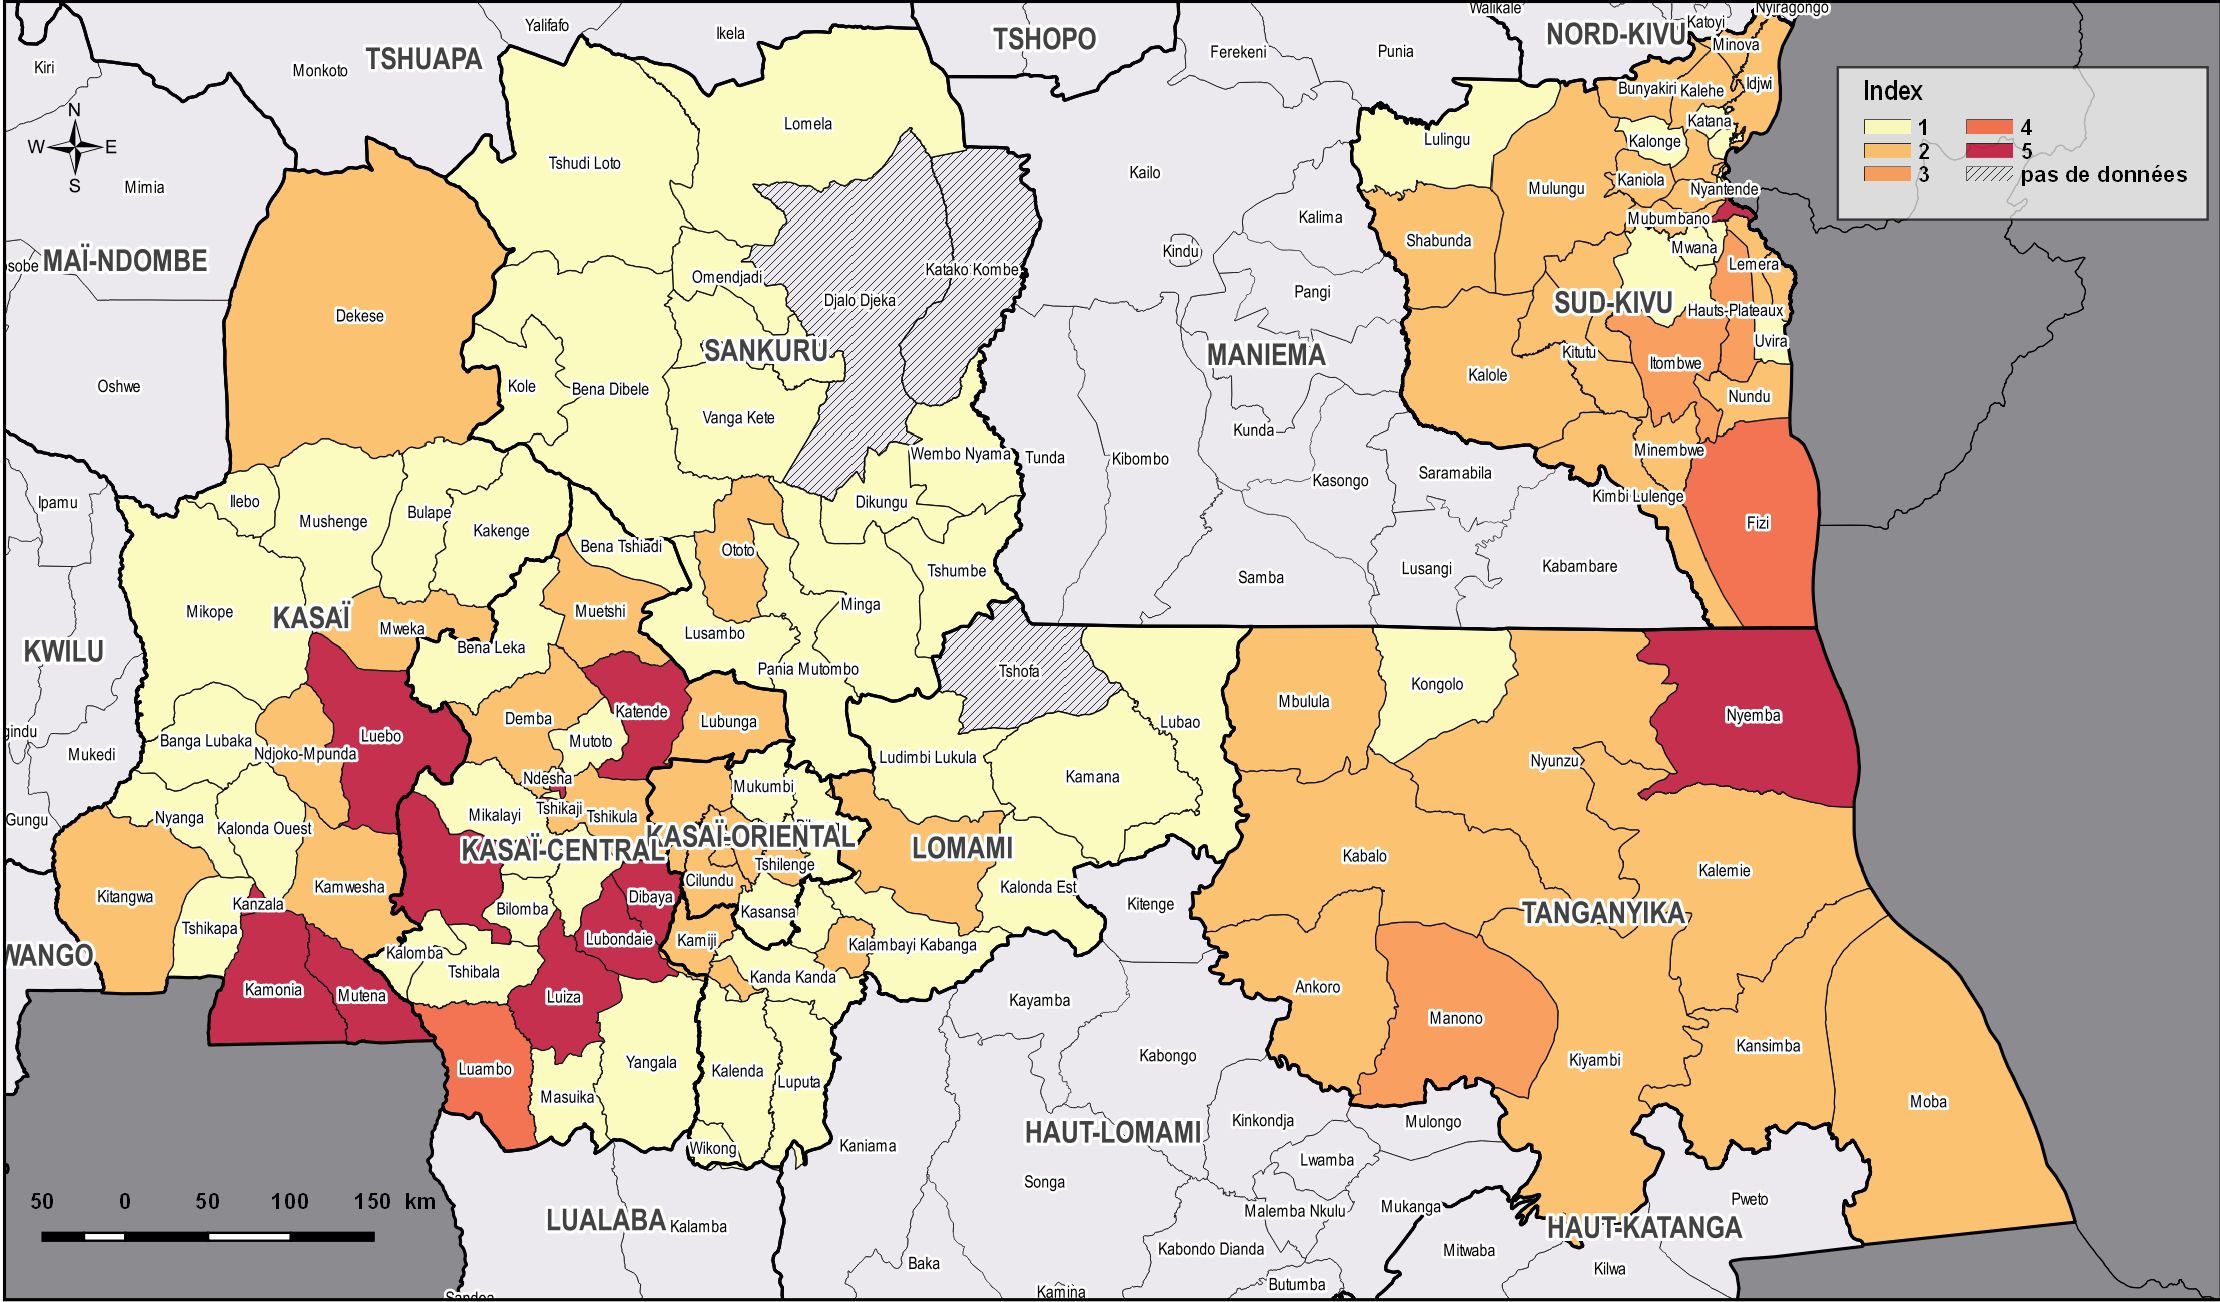 Yalifafo
Ikela
TSHOPO
Walikale
NORD-KIVU
Katoyi
Nyiragongo
Kiri
Monkoto
TSHUAPA
Ferekeni
Punia
Minova
Bunyakiri
Kalehe
Idjwi
Index
1
4
2
5
3
pas de données
N
W
E
S
Mimia
Tshudi Loto
Lomela
Kailo
Lulingu
Kalonge
Katana
Mulungu
Kaniola
Nyantende
Mubumbano
Kalima
Shabunda
Mwana
Lemera
MAÏ-NDOMBE
Kindu
Omendjadi
Katako Kombe
Djalo Djeka
Pangi
SUD-KIVU
Hauts-Plateaux
Dekese
SANKURU
MANIEMA
Uvira
Kitutu
Itombwe
Oshwe
Kole
Bena Dibele
Kalole
Nundu
Vanga Kete
Kunda
Wembo Nyama
Tunda
Kibombo
Minembwe
Saramabila
Kasongo
Ipamu
Ilebo
Mushenge
Bulape
Kakenge
Dikungu
Kimbi Lulenge
Fizi
Bena Tshiadi
Ototo
Tshumbe
Samba
Lusangi
Kabambare
Mikope
KASAÏ
Mweka
Muetshi
Minga
Lusambo
Bena Leka
KWILU
Pania Mutombo
Tshofa
Kongolo
Mbulula
Nyemba
Katende
Demba
Lubunga
Lubao
Luebo
Mutoto
Banga Lubaka
Ndjoko-Mpunda
Mukedi
Ludimbi Lukula
Kamana
Nyunzu
Ndesha
Mukumbi
Mikalayi
Tshikaji
Tshikula
Nyanga
Kalonda Ouest
Gungu
KASAÏ-CENTRAL
KASAÏ-ORIENTAL
LOMAMI
Kabalo
Kalemie
Tshilenge
Cilundu
Kitangwa
Kamwesha
Kalonda Est
Dibaya
Kanzala
Bilomba
Kasansa
Kitenge
TANGANYIKA
Tshikapa
Lubondaie
Kamiji
Kalambayi Kabanga
WANGO
Kalomba
Tshibala
Kanda Kanda
Kamonia
Mutena
Luiza
Ankoro
Kayamba
Manono
Kansimba
Kabongo
Kiyambi
Luambo
Yangala
Kalenda
Luputa
Masuika
Moba
Kinkondja
Mulongo
HAUT-LOMAMI
Wikong
Kaniama
Lwamba
Songa
50 0 50 100 150 km
Mukanga
Malemba Nkulu
Pweto
LUALABA
Kalamba
HAUT-KATANGA
Kabondo Dianda
Mitwaba
Baka
Kilwa
Butumba
Kamina
Sandoa